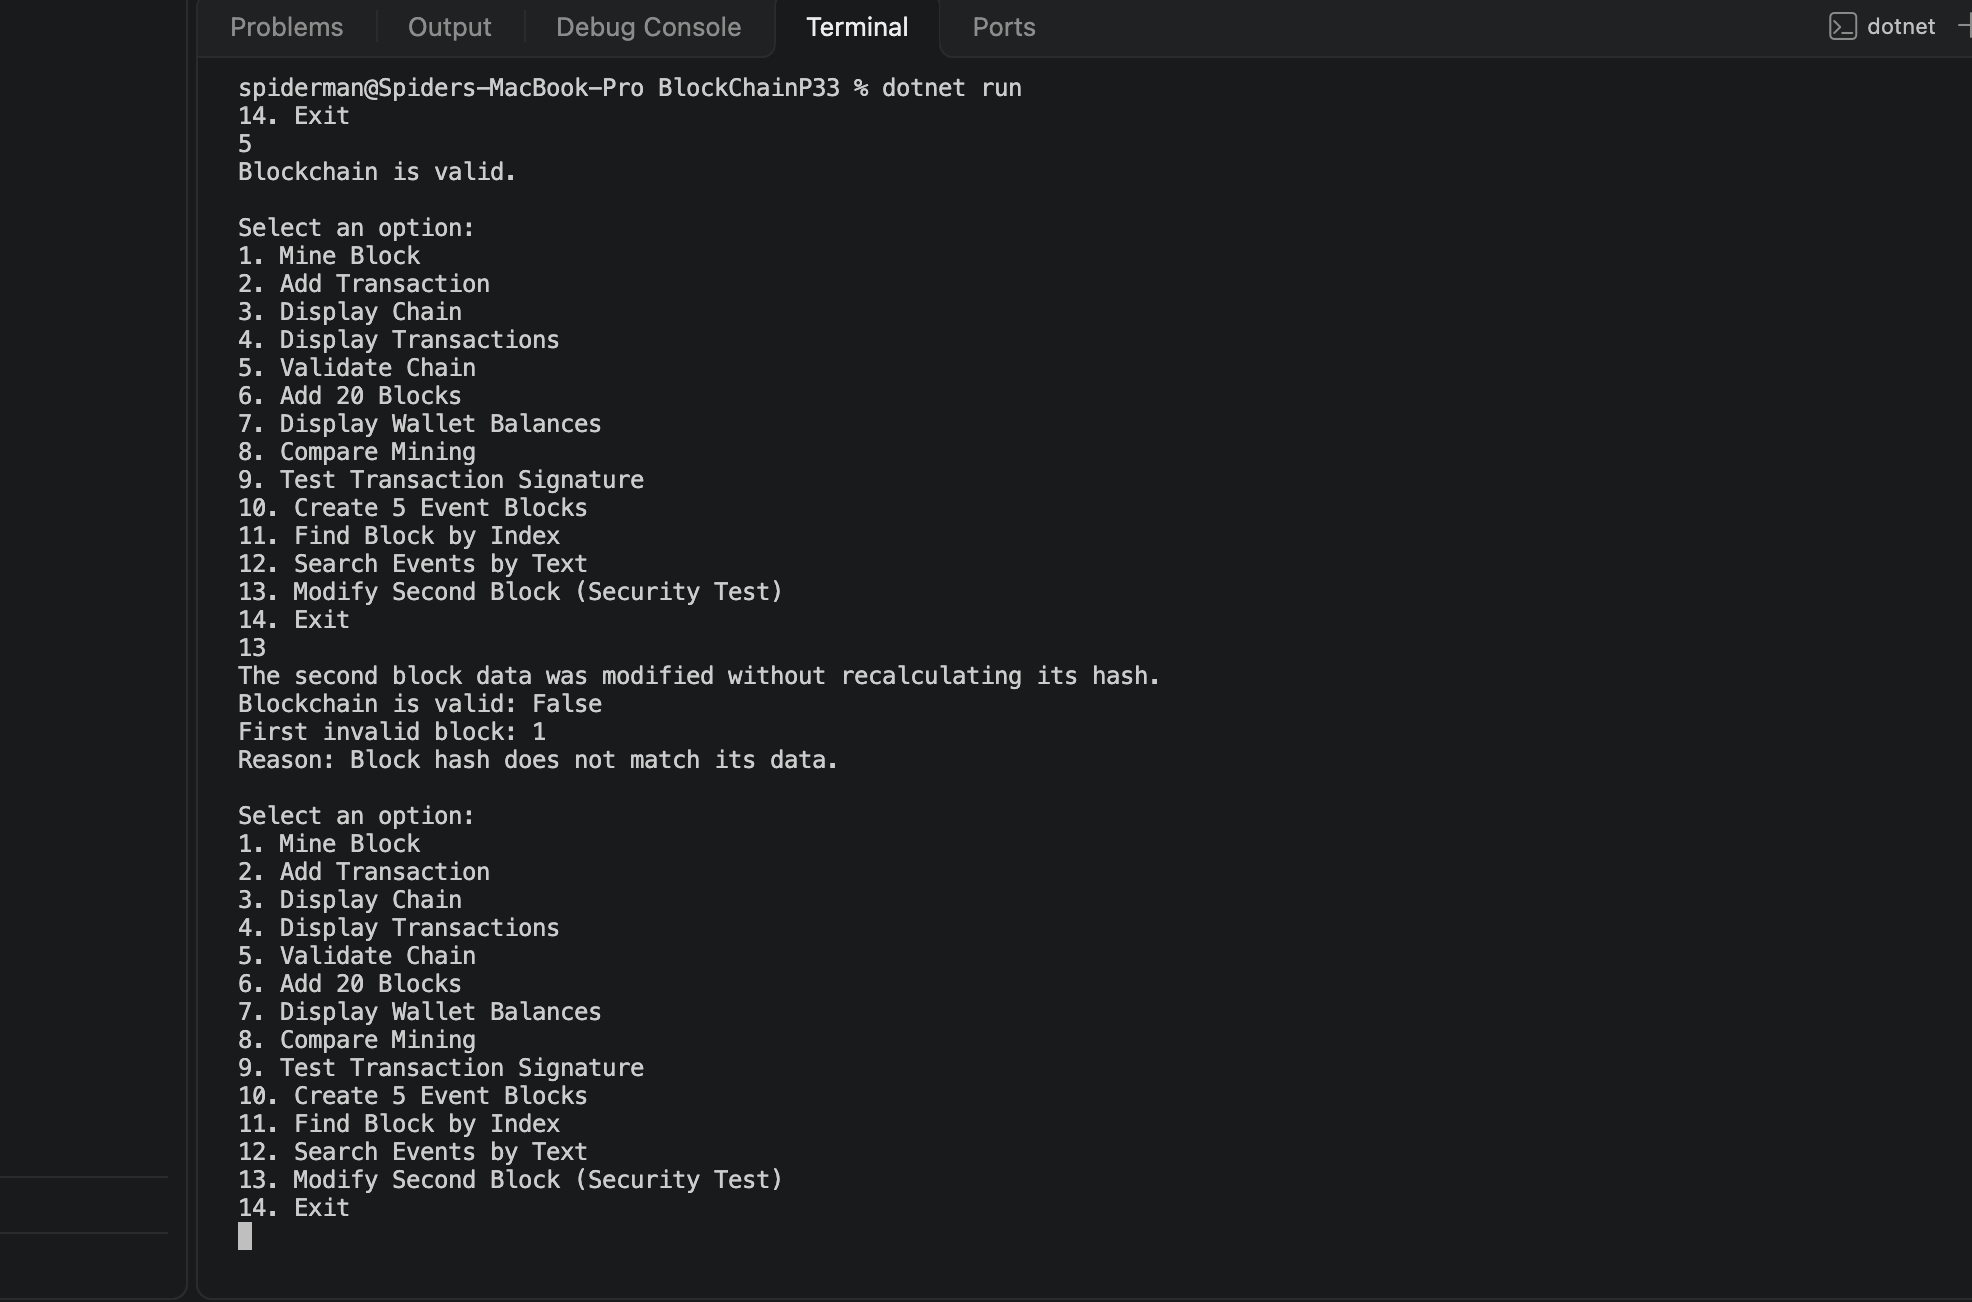 Problems Output Debug Console Terminal Ports dotnet
spiderman@Spiders-MacBook-Pro BlockChainP33 % dotnet run
14. Exit
5
Blockchain is valid.
Select an option:
1. Mine Block
2. Add Transaction
3. Display Chain
4. Display Transactions
5. Validate Chain
6. Add 20 Blocks
7. Display Wallet Balances
8. Compare Mining
9. Test Transaction Signature
10. Create 5 Event Blocks
11. Find Block by Index
12. Search Events by Text
13. Modify Second Block (Security Test)
14. Exit
13
The second block data was modified without recalculating its hash.
Blockchain is valid: False
First invalid block: 1
Reason: Block hash does not match its data.
Select an option:
1. Mine Block
2. Add Transaction
3. Display Chain
4. Display Transactions
5. Validate Chain
6. Add 20 Blocks
7. Display Wallet Balances
8. Compare Mining
9. Test Transaction Signature
10. Create 5 Event Blocks
11. Find Block by Index
12. Search Events by Text
13. Modify Second Block (Security Test)
14. Exit